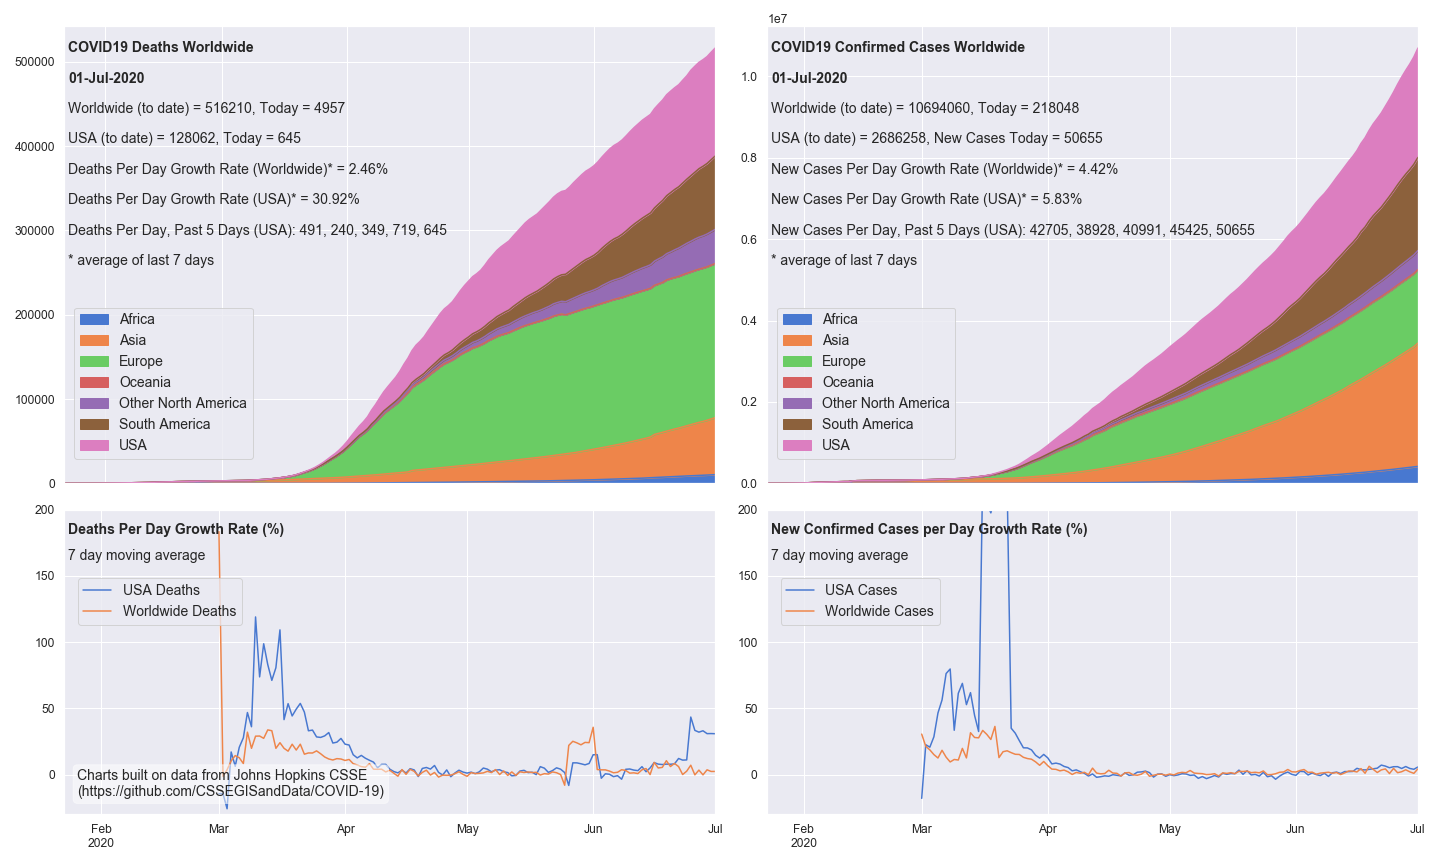 COVID19 Deaths Worldwide
01-Jul-2020
Worldwide (to date) = 516210, Today = 4957
USA (to date) = 128062, Today = 645
Deaths Per Day Growth Rate (Worldwide)* = 2.46%
Deaths Per Day Growth Rate (USA)* = 30.92%
Deaths Per Day, Past 5 Days (USA): 491, 240, 349, 719, 645
* average of last 7 days
500000
400000
300000
200000
100000
0
Africa
Asia
Europe
Oceania
Other North America
South America
USA
1e7
COVID19 Confirmed Cases Worldwide
01-Jul-2020
Worldwide (to date) = 10694060, Today = 218048
USA (to date) = 2686258, New Cases Today = 50655
New Cases Per Day Growth Rate (Worldwide)* = 4.42%
New Cases Per Day Growth Rate (USA)* = 5.83%
New Cases Per Day, Past 5 Days (USA): 42705, 38928, 40991, 45425, 50655
* average of last 7 days
1.0
0.8
0.6
0.4
0.2
0.0
Africa
Asia
Europe
Oceania
Other North America
South America
USA
Deaths Per Day Growth Rate (%)
7 day moving average
USA Deaths
Worldwide Deaths
200
150
100
50
0
Charts built on data from Johns Hopkins CSSE
(https://github.com/CSSEGISandData/COVID-19)
Feb Mar Apr May Jun Jul
2020
New Confirmed Cases per Day Growth Rate (%)
7 day moving average
USA Cases
Worldwide Cases
200
150
100
50
0
Feb Mar Apr May Jun Jul
2020